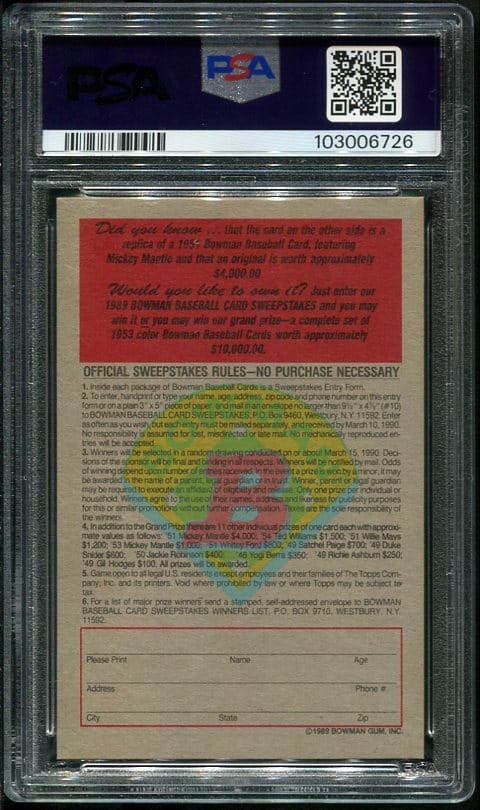 PSA
PSA
103006726
Did you know . . . that the card on the other side is a
replica of a 1951 Bowman Baseball Card, featuring
Mickey Mantle and that an original is worth approximately
$4,000.00.
Would you like to own it? Just enter our
1989 BOWMAN BASEBALL CARD SWEEPSTAKES and you may
win it or you may win our grand prize—a complete set of
1953 color Bowman Baseball Cards worth approximately
$10,000.00.
OFFICIAL SWEEPSTAKES RULES—NO PURCHASE NECESSARY
1. Inside each package of Bowman Baseball Cards is a Sweepstakes Entry Form.
2. To enter, handprint or type your name, age, address, zip code and phone number on this entry
form or on a plain 3" x 5" piece of paper, and mail in an envelope no larger than 9½" x 4½" (#10)
to BOWMAN BASEBALL CARD SWEEPSTAKES, P.O. Box 9460, Westbury, N.Y. 11592. Enter
as often as you wish, but each entry must be mailed separately, and received by March 10, 1990.
No responsibility is assumed for lost, misdirected or late mail. No mechanically reproduced en-
tries will be accepted.
3. Winners will be selected in a random drawing conducted on or about March 15, 1990. Deci-
sions of the sponsor will be final and binding in all respects. Winners will be notified by mail. Odds
of winning depend upon number of entries received. In the event a prize is won by a minor, it may
be awarded in the name of a parent, legal guardian, or in trust. Winner, parent or legal guardian
may be required to execute an affidavit of eligibility and release. Only one prize per individual or
household. Winners agree to the use of their names, address and likeness for publicity purposes
for this or similar promotions without further compensation. Taxes are the sole responsibility of
the winners.
4. In addition to the Grand Prize there are 11 other individual prizes of one card each with approxi-
mate values as follows: '51 Mickey Mantle $4,000; '54 Ted Williams $1,500; '51 Willie Mays
$1,200; '53 Mickey Mantle $1,000; '51 Whitey Ford $800; '49 Satchel Paige $700; '49 Duke
Snider $600; '50 Jackie Robinson $400; '48 Yogi Berra $350; '49 Richie Ashburn $250;
'49 Gil Hodges $100. All prizes will be awarded.
5. Game open to all legal U.S. residents except employees and their families of The Topps Com-
pany, Inc. and its printers. Void where prohibited by law or where Topps may be subject to
tax.
6. For a list of major prize winners send a stamped, self-addressed envelope to BOWMAN
BASEBALL CARD SWEEPSTAKES WINNERS LIST, P.O. BOX 9710, WESTBURY, N.Y.
11592.
Please Print Name Age
Address Phone #
City State Zip
©1989 BOWMAN GUM, INC.